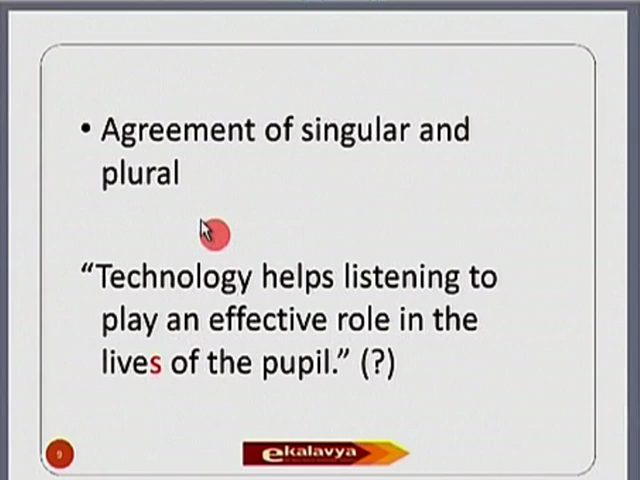 • Agreement of singular and
plural
“Technology helps listening to
play an effective role in the
lives of the pupil.” (?)
9
ekalavya